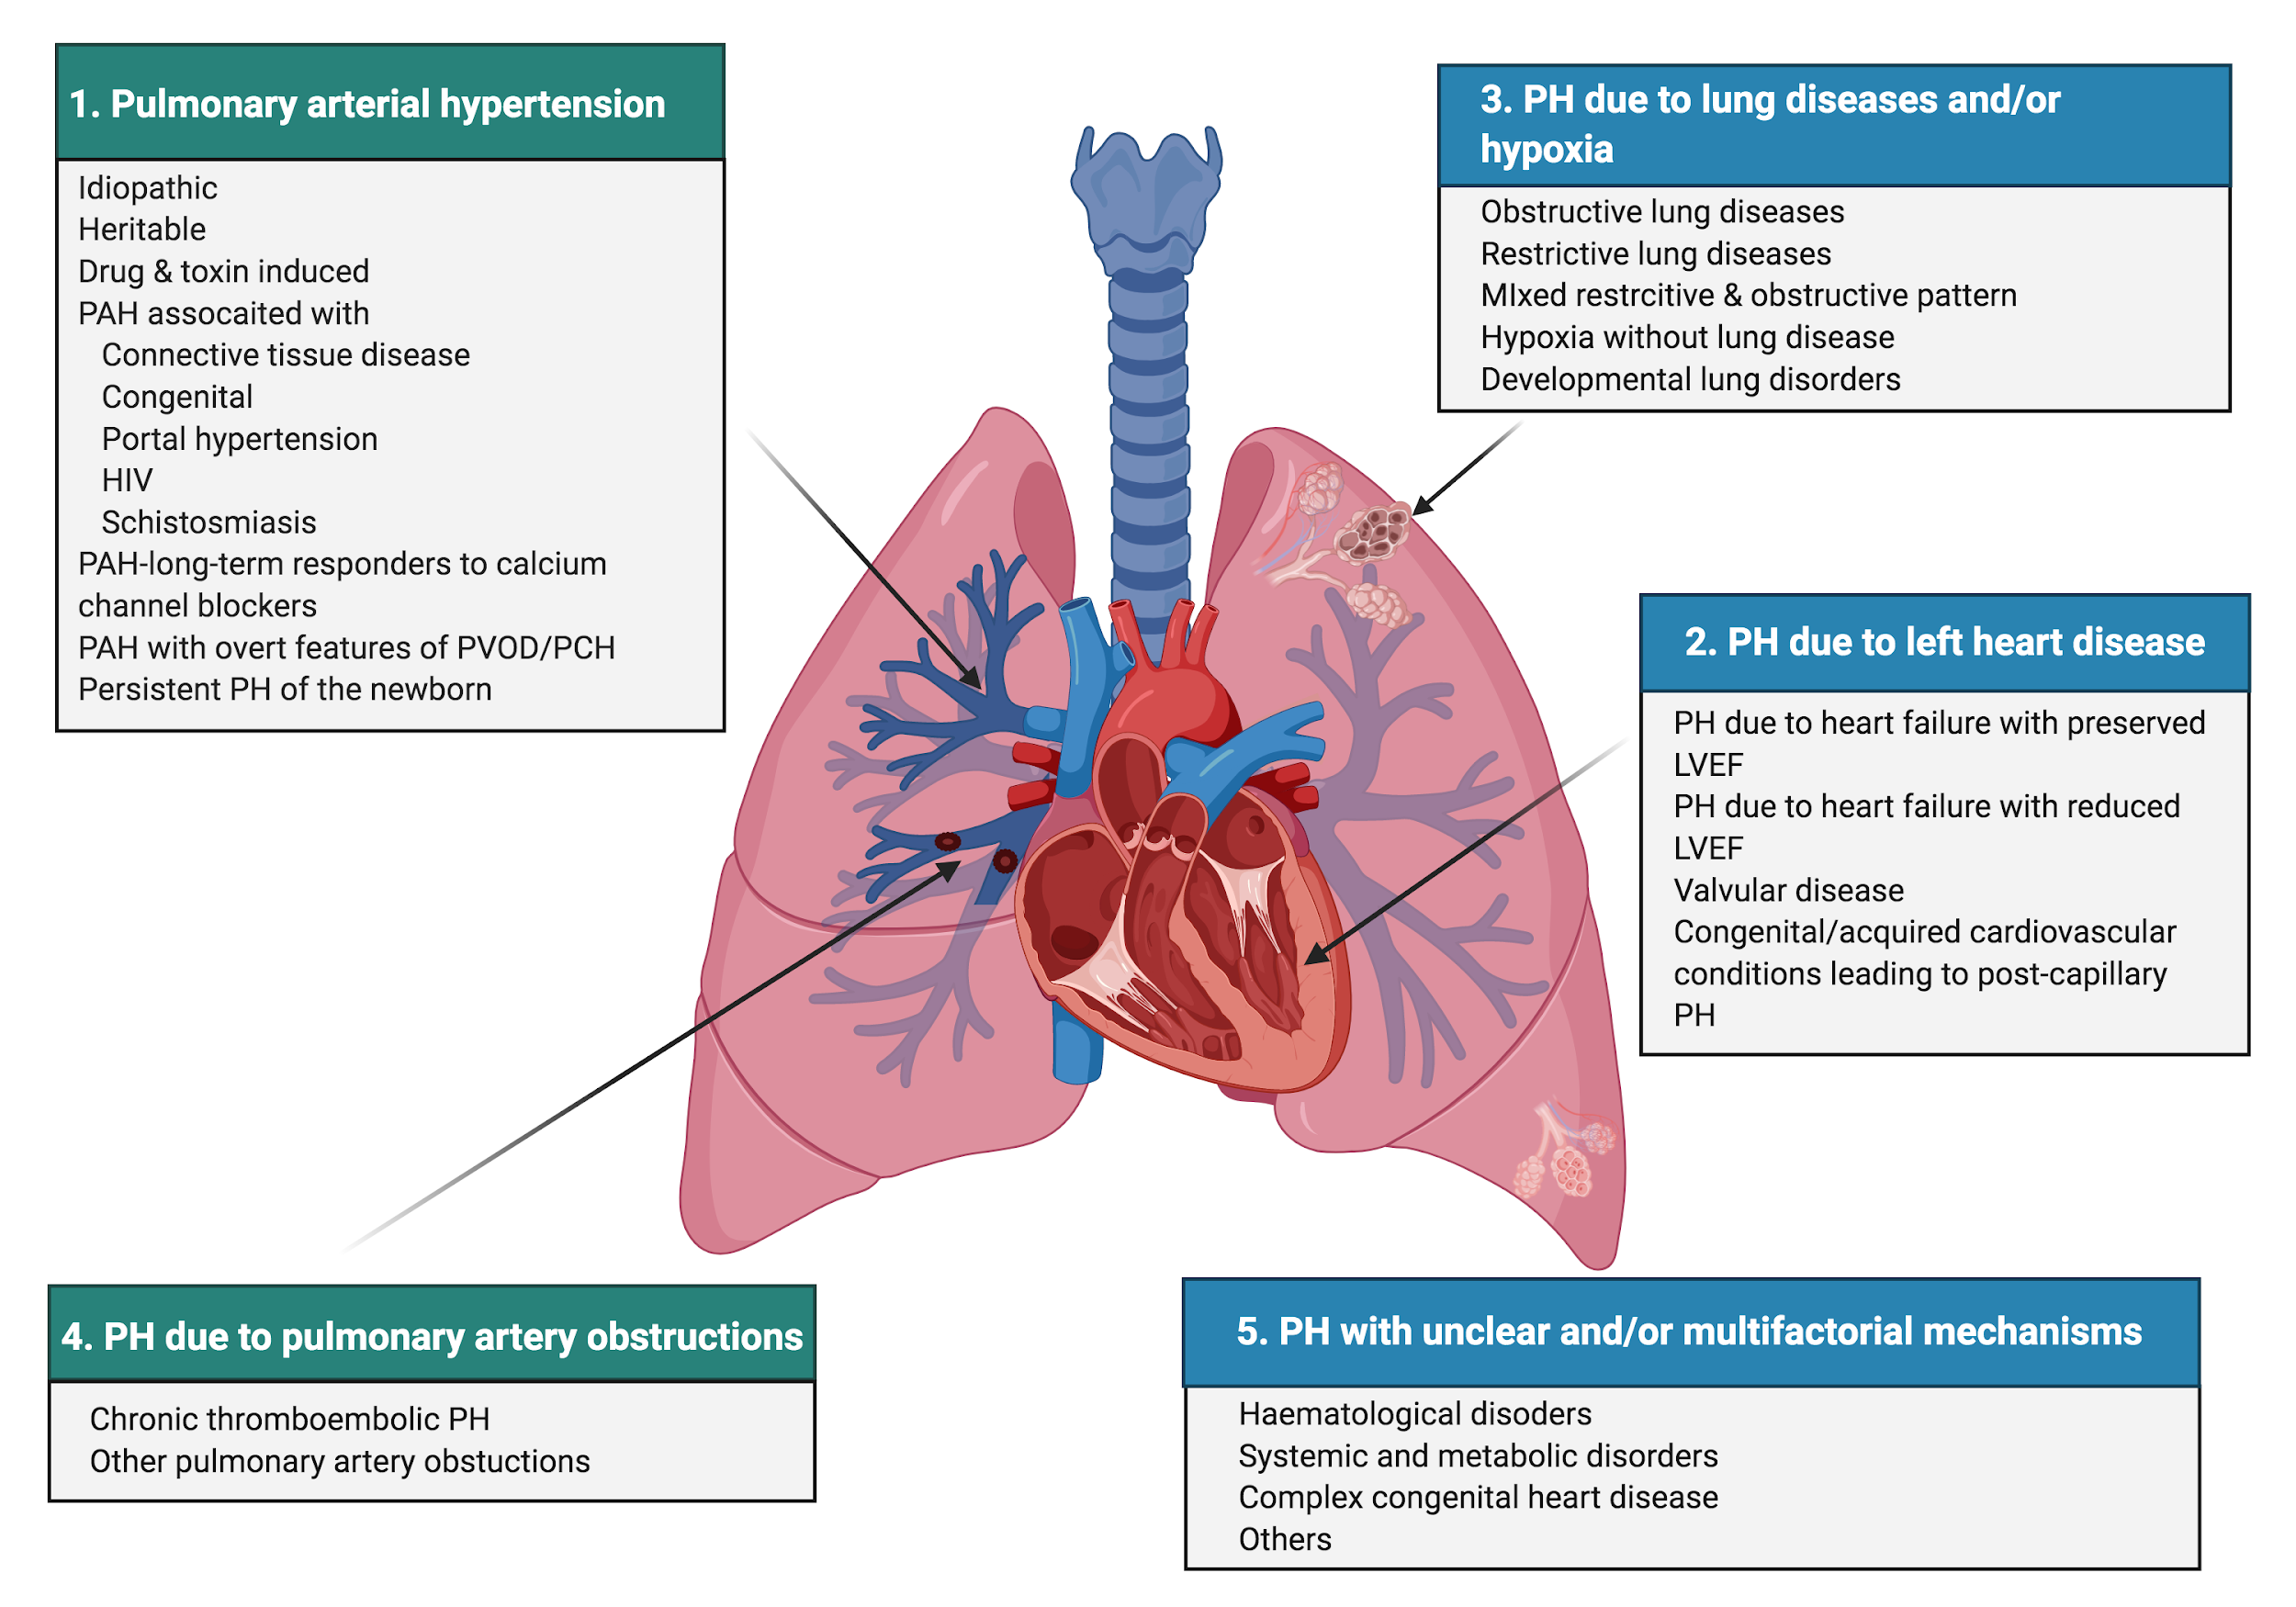 1. Pulmonary arterial hypertension
Idiopathic
Heritable
Drug & toxin induced
PAH assocaited with
Connective tissue disease
Congenital
Portal hypertension
HIV
Schistosmiasis
PAH-long-term responders to calcium
channel blockers
PAH with overt features of PVOD/PCH
Persistent PH of the newborn
3. PH due to lung diseases and/or
hypoxia
Obstructive lung diseases
Restrictive lung diseases
MIxed restrcitive & obstructive pattern
Hypoxia without lung disease
Developmental lung disorders
2. PH due to left heart disease
PH due to heart failure with preserved
LVEF
PH due to heart failure with reduced
LVEF
Valvular disease
Congenital/acquired cardiovascular
conditions leading to post-capillary
PH
4. PH due to pulmonary artery obstructions
Chronic thromboembolic PH
Other pulmonary artery obstuctions
5. PH with unclear and/or multifactorial mechanisms
Haematological disoders
Systemic and metabolic disorders
Complex congenital heart disease
Others